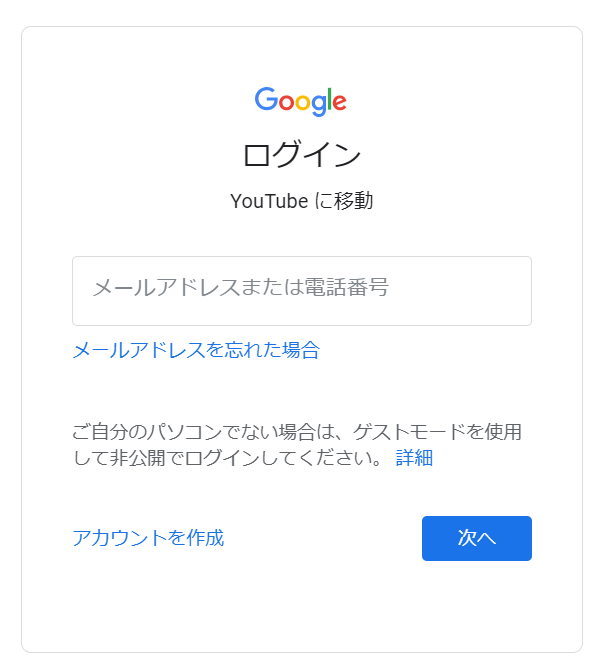 Google
ログイン
YouTube に移動
メールアドレスまたは電話番号
メールアドレスを忘れた場合
ご自分のパソコンでない場合は、ゲストモードを使用
して非公開でログインしてください。 詳細
アカウントを作成
次へ